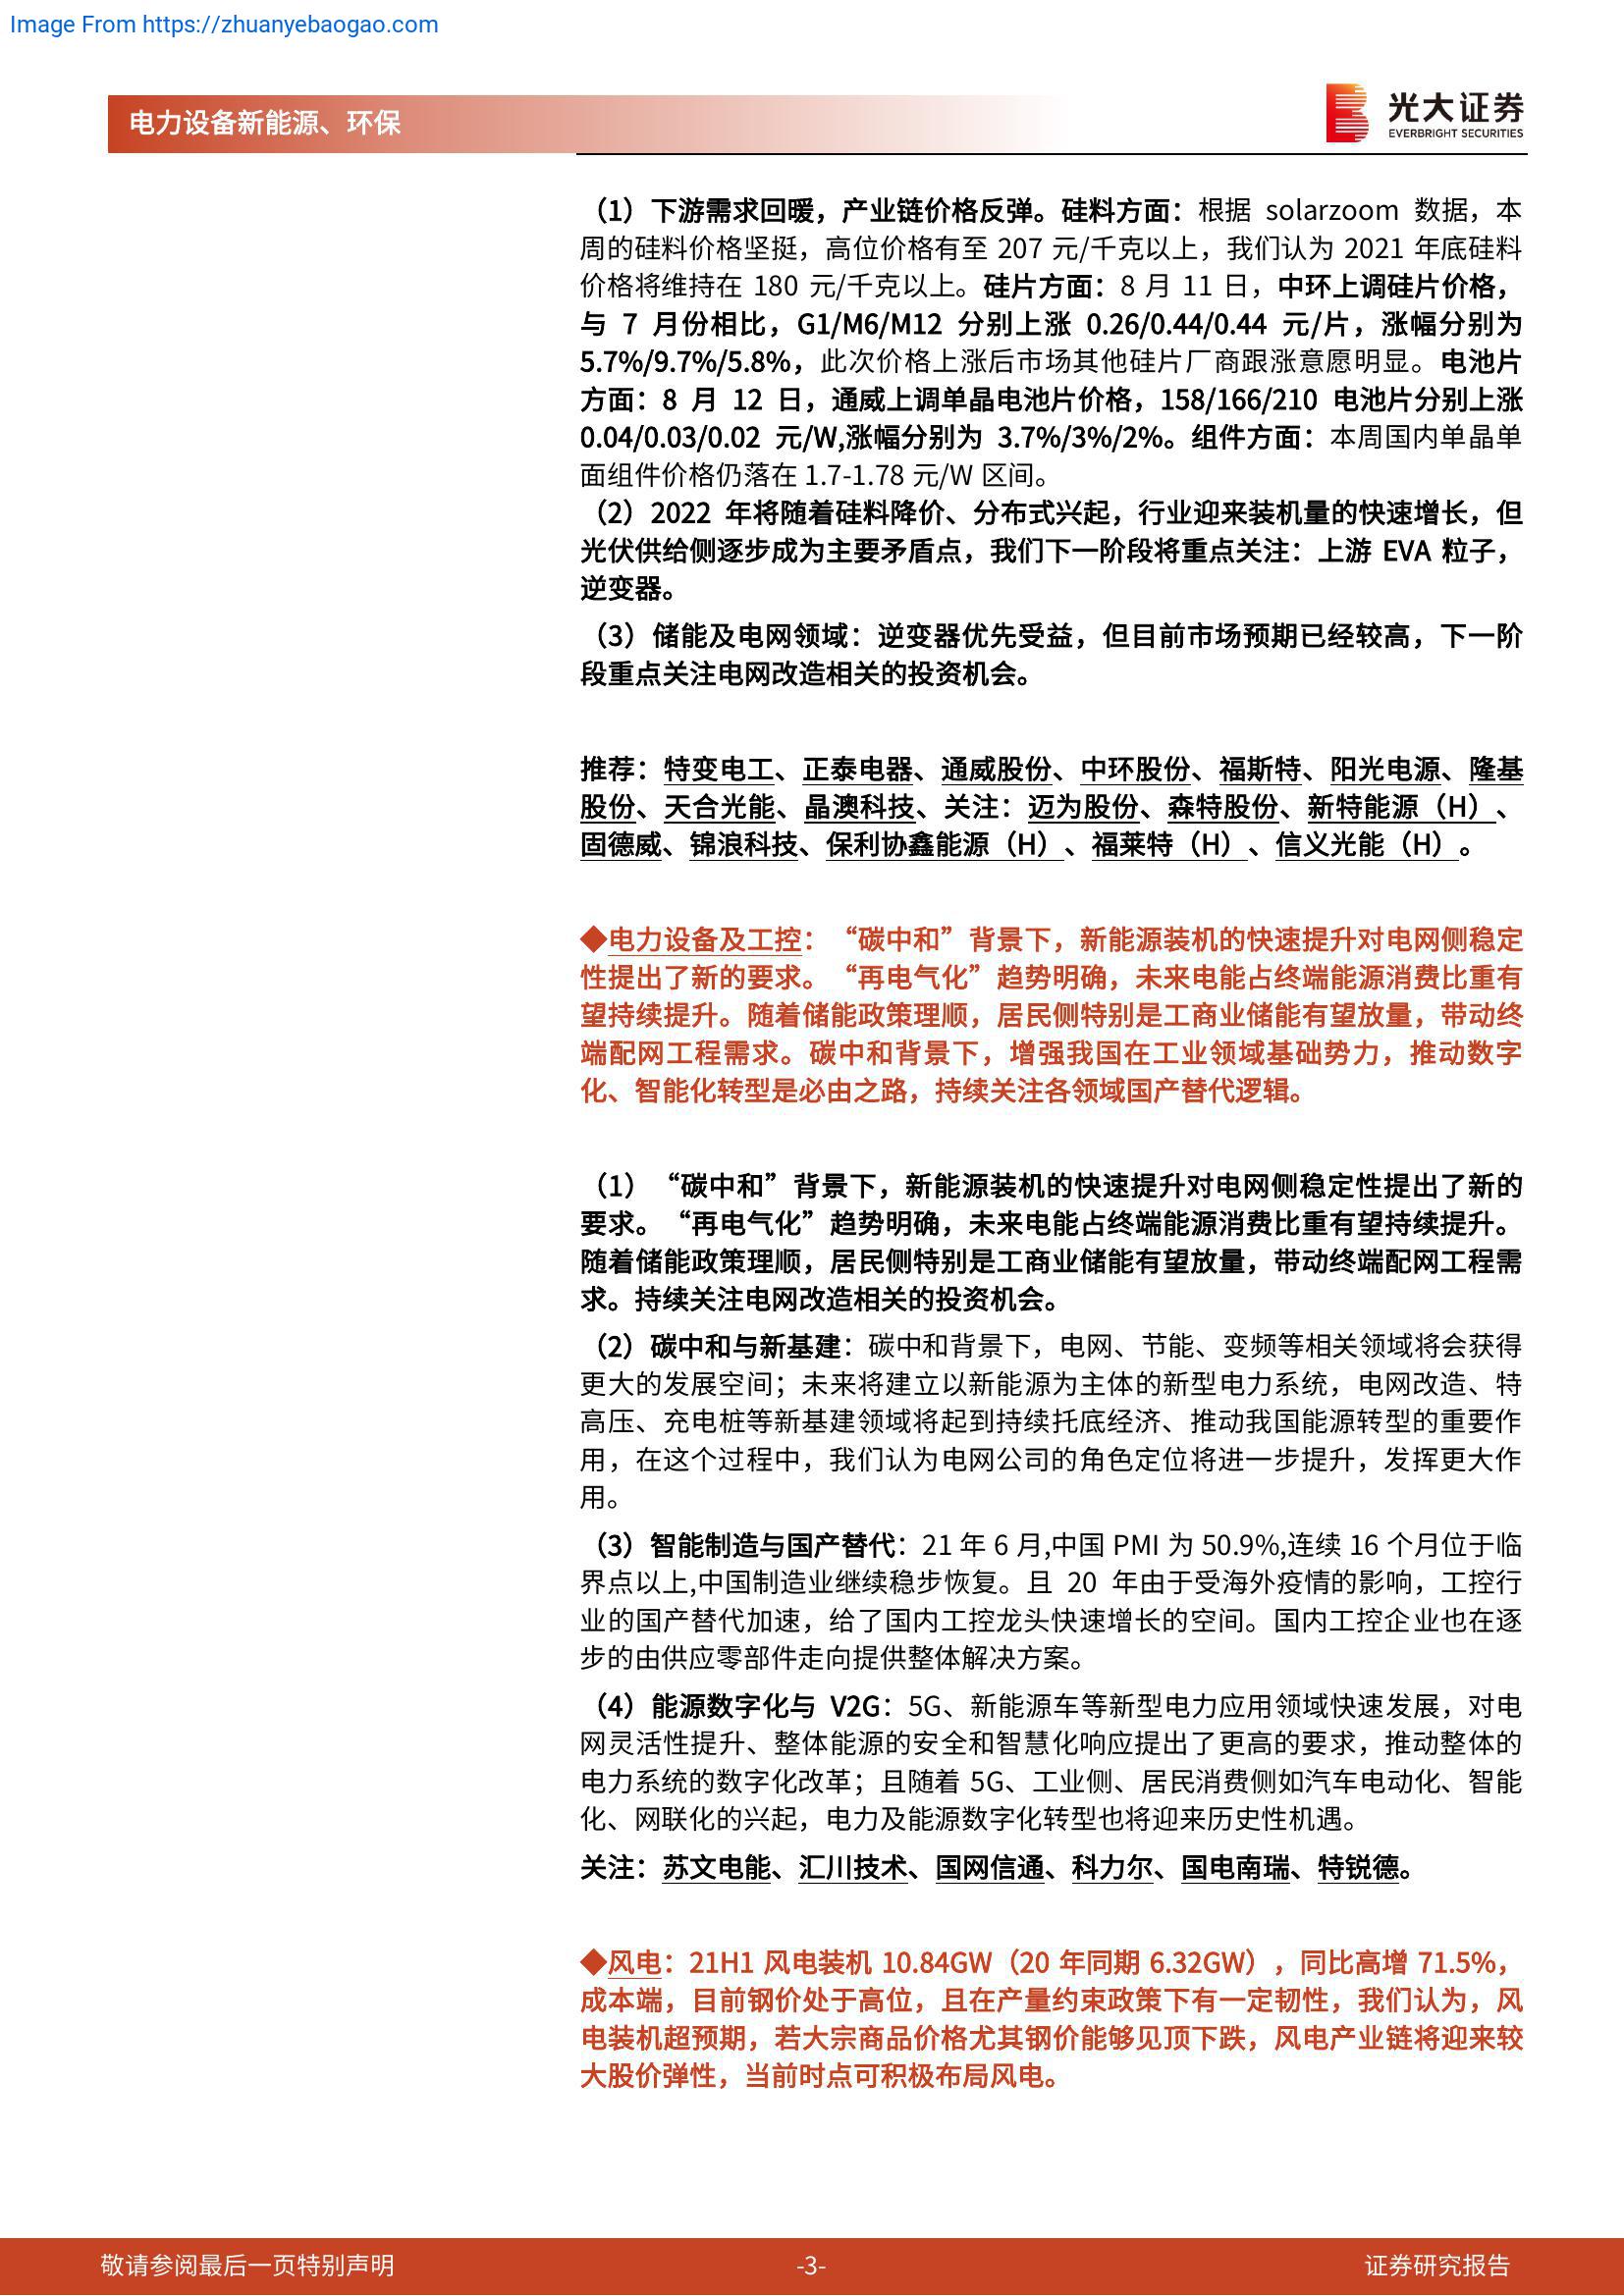 Image From https://zhuanyebaogao.com
电力设备新能源、环保
光大证券
EVERBRIGHT SECURITIES
（1）下游需求回暖，产业链价格反弹。硅料方面：根据 solarzoom 数据，本
周的硅料价格坚挺，高位价格有至 207 元/千克以上，我们认为 2021 年底硅料
价格将维持在 180 元/千克以上。硅片方面：8 月 11 日，中环上调硅片价格，
与 7 月份相比，G1/M6/M12 分别上涨 0.26/0.44/0.44 元/片，涨幅分别为
5.7%/9.7%/5.8%，此次价格上涨后市场其他硅片厂商跟涨意愿明显。电池片
方面：8 月 12 日，通威上调单晶电池片价格，158/166/210 电池片分别上涨
0.04/0.03/0.02 元/W,涨幅分别为 3.7%/3%/2%。组件方面：本周国内单晶单
面组件价格仍落在 1.7-1.78 元/W 区间。
（2）2022 年将随着硅料降价、分布式兴起，行业迎来装机量的快速增长，但
光伏供给侧逐步成为主要矛盾点，我们下一阶段将重点关注：上游 EVA 粒子，
逆变器。
（3）储能及电网领域：逆变器优先受益，但目前市场预期已经较高，下一阶
段重点关注电网改造相关的投资机会。
推荐：特变电工、正泰电器、通威股份、中环股份、福斯特、阳光电源、隆基
股份、天合光能、晶澳科技、关注：迈为股份、森特股份、新特能源（H）、
固德威、锦浪科技、保利协鑫能源（H）、福莱特（H）、信义光能（H）。
◆电力设备及工控：“碳中和”背景下，新能源装机的快速提升对电网侧稳定
性提出了新的要求。“再电气化”趋势明确，未来电能占终端能源消费比重有
望持续提升。随着储能政策理顺，居民侧特别是工商业储能有望放量，带动终
端配网工程需求。碳中和背景下，增强我国在工业领域基础势力，推动数字
化、智能化转型是必由之路，持续关注各领域国产替代逻辑。
（1）“碳中和”背景下，新能源装机的快速提升对电网侧稳定性提出了新的
要求。“再电气化”趋势明确，未来电能占终端能源消费比重有望持续提升。
随着储能政策理顺，居民侧特别是工商业储能有望放量，带动终端配网工程需
求。持续关注电网改造相关的投资机会。
（2）碳中和与新基建：碳中和背景下，电网、节能、变频等相关领域将会获得
更大的发展空间；未来将建立以新能源为主体的新型电力系统，电网改造、特
高压、充电桩等新基建领域将起到持续托底经济、推动我国能源转型的重要作
用，在这个过程中，我们认为电网公司的角色定位将进一步提升，发挥更大作
用。
（3）智能制造与国产替代：21 年 6 月,中国 PMI 为 50.9%,连续 16 个月位于临
界点以上,中国制造业继续稳步恢复。且 20 年由于受海外疫情的影响，工控行
业的国产替代加速，给了国内工控龙头快速增长的空间。国内工控企业也在逐
步的由供应零部件走向提供整体解决方案。
（4）能源数字化与 V2G：5G、新能源车等新型电力应用领域快速发展，对电
网灵活性提升、整体能源的安全和智慧化响应提出了更高的要求，推动整体的
电力系统的数字化改革；且随着 5G、工业侧、居民消费侧如汽车电动化、智能
化、网联化的兴起，电力及能源数字化转型也将迎来历史性机遇。
关注：苏文电能、汇川技术、国网信通、科力尔、国电南瑞、特锐德。
◆风电：21H1 风电装机 10.84GW（20 年同期 6.32GW），同比高增 71.5%，
成本端，目前钢价处于高位，且在产量约束政策下有一定韧性，我们认为，风
电装机超预期，若大宗商品价格尤其钢价能够见顶下跌，风电产业链将迎来较
大股价弹性，当前时点可积极布局风电。
敬请参阅最后一页特别声明
-3-
证券研究报告